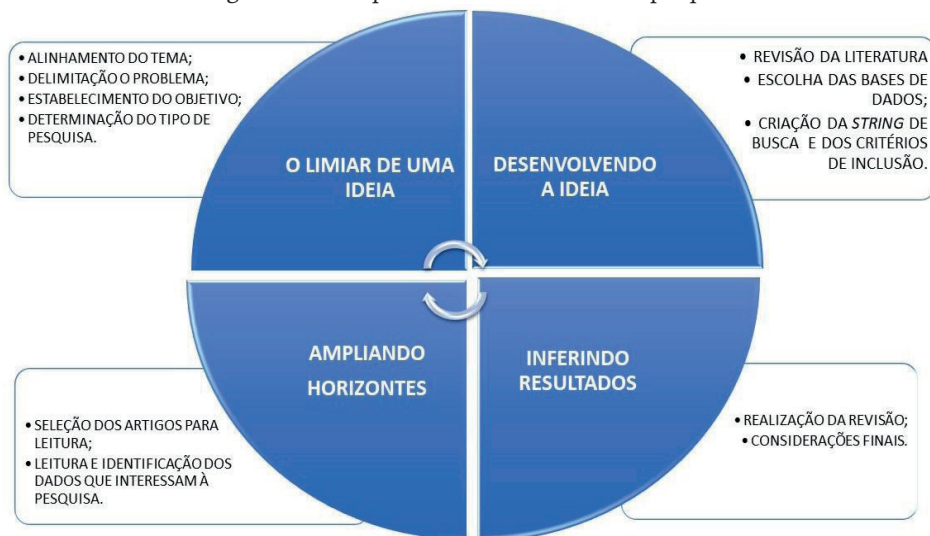 • ALINHAMENTO DO TEMA;
• DELIMITAÇÃO O PROBLEMA;
• ESTABELECIMENTO DO OBJETIVO;
• DETERMINAÇÃO DO TIPO DE
PESQUISA.
O LIMIAR DE UMA
IDEIA
DESENVOLVENDO
A IDEIA
• REVISÃO DA LITERATURA
• ESCOLHA DAS BASES DE
DADOS;
• CRIAÇÃO DA STRING DE
BUSCA E DOS CRITÉRIOS
DE INCLUSÃO.
AMPLIANDO
HORIZONTES
INFERINDO
RESULTADOS
• SELEÇÃO DOS ARTIGOS PARA
LEITURA;
• LEITURA E IDENTIFICAÇÃO DOS
DADOS QUE INTERESSAM À
PESQUISA.
• REALIZAÇÃO DA REVISÃO;
• CONSIDERAÇÕES FINAIS.